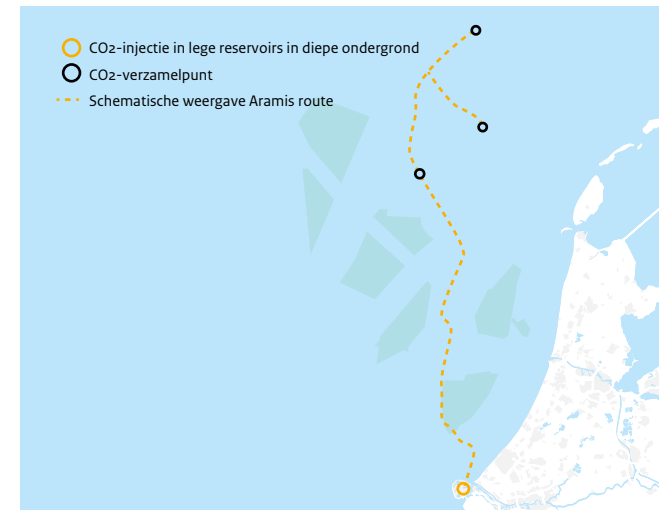 CO2-injectie in lege reservoirs in diepe ondergrond
CO2-verzamelpunt
Schematische weergave Aramis route